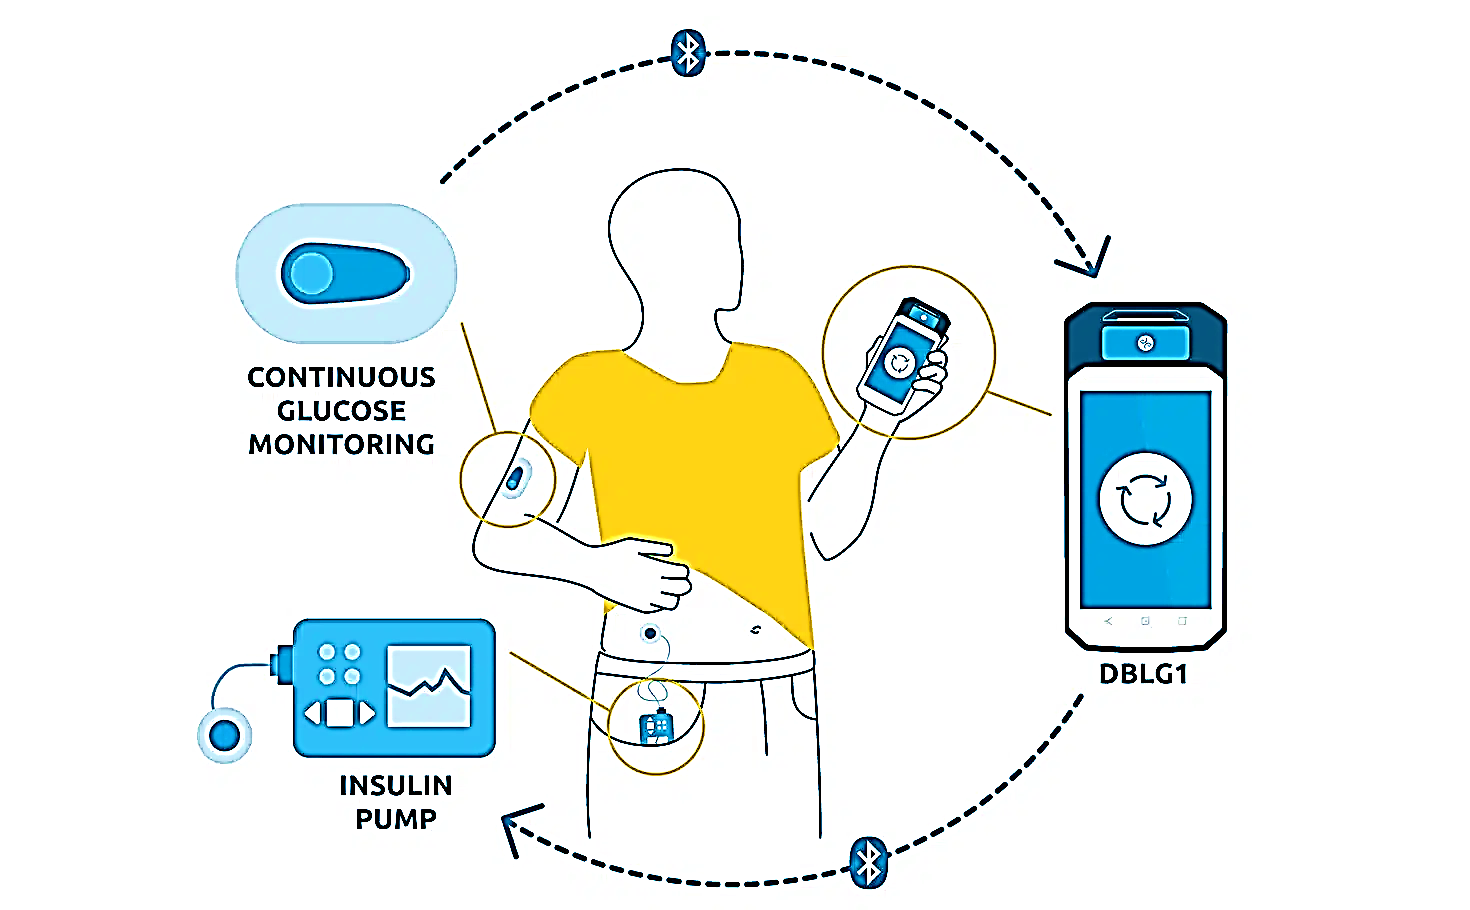 CONTINUOUS
GLUCOSE
MONITORING
DBLG1
INSULIN
PUMP